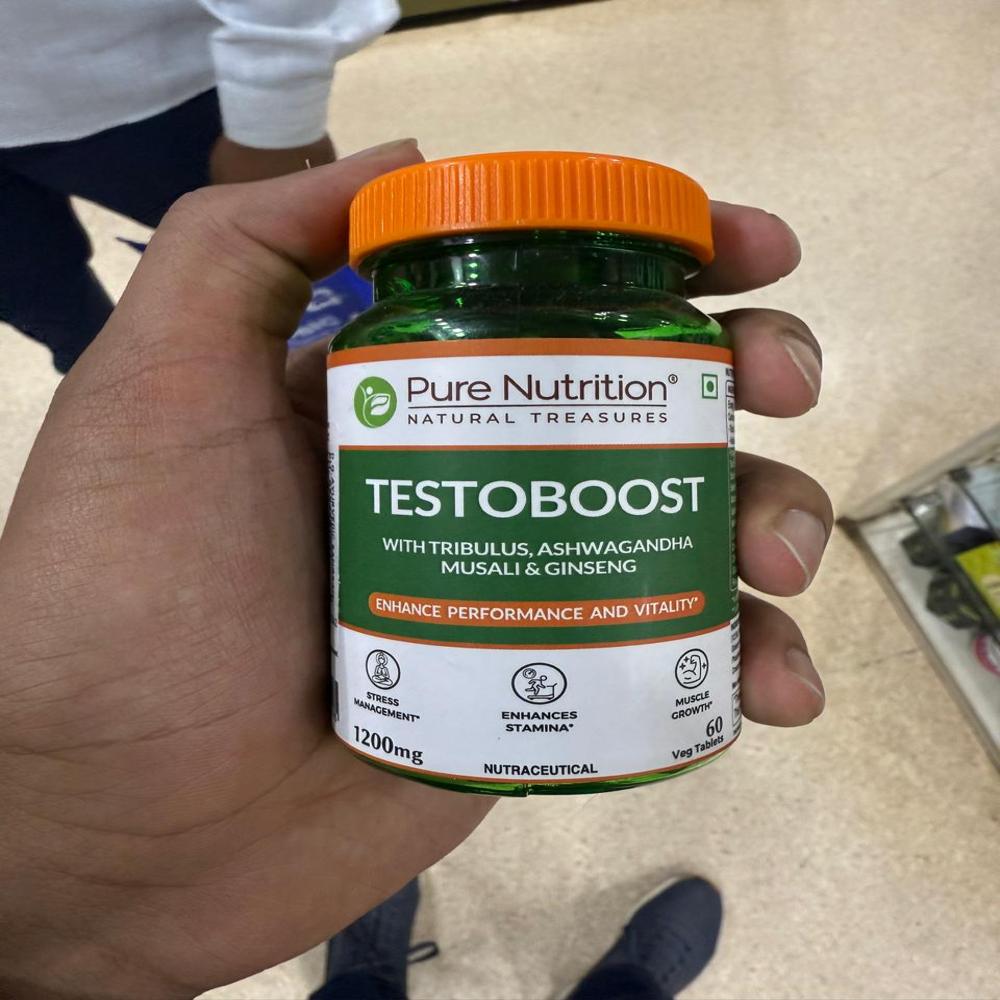 Pure Nutrition®
NATURAL TREASURES
TESTOBOOST
WITH TRIBULUS, ASHWAGANDHA
MUSALI & GINSENG
ENHANCE PERFORMANCE AND VITALITY*
STRESS
MANAGEMENT*
ENHANCES
STAMINA*
MUSCLE
GROWTH*
1200mg
60
Veg Tablets
NUTRACEUTICAL